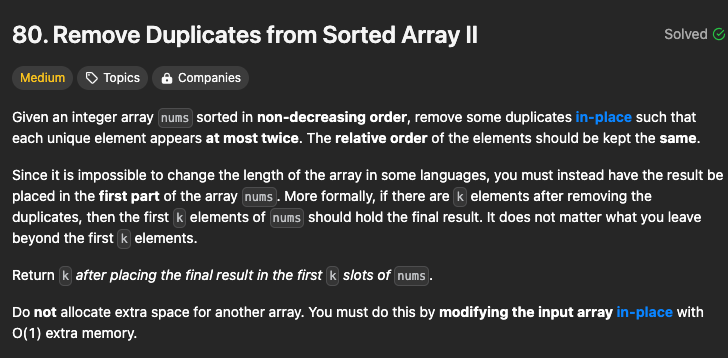 80. Remove Duplicates from Sorted Array II
Solved
Medium
Topics
Companies
Given an integer array nums sorted in non-decreasing order, remove some duplicates in-place such that
each unique element appears at most twice. The relative order of the elements should be kept the same.
Since it is impossible to change the length of the array in some languages, you must instead have the result be
placed in the first part of the array nums. More formally, if there are k elements after removing the
duplicates, then the first k elements of nums should hold the final result. It does not matter what you leave
beyond the first k elements.
Return k after placing the final result in the first k slots of nums.
Do not allocate extra space for another array. You must do this by modifying the input array in-place with
O(1) extra memory.